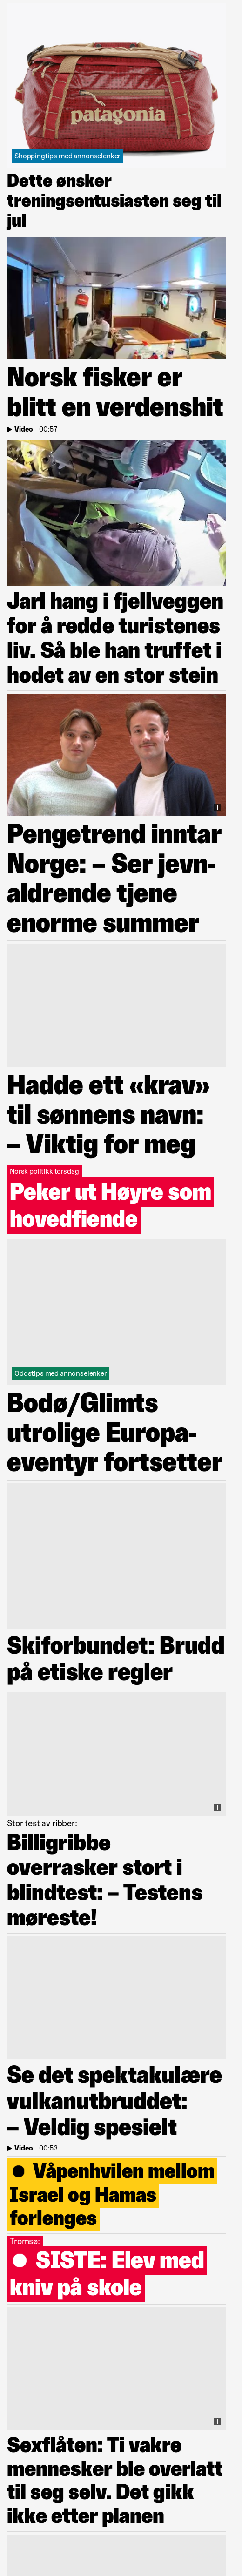 patagonia
Shoppingtips med annonselenker
Dette ønsker
treningsentusiasten seg til
jul
Norsk fisker er
blitt en verdenshit
Video | 00:57
Jarl hang i fjellveggen
for å redde turistenes
liv. Så ble han truffet i
hodet av en stor stein
Pengetrend inntar
Norge: – Ser jevn-
aldrende tjene
enorme summer
Hadde ett «krav»
til sønnens navn:
– Viktig for meg
Norsk politikk torsdag
Peker ut Høyre som
hovedfiende
Oddstips med annonselenker
Bodø/Glimts
utrolige Europa-
eventyr fortsetter
Skiforbundet: Brudd
på etiske regler
Stor test av ribber:
Billigribbe
overrasker stort i
blindtest: – Testens
møreste!
Se det spektakulære
vulkanutbruddet:
– Veldig spesielt
Video | 00:53
● Våpenhvilen mellom
Israel og Hamas
forlenges
Tromsø:
● SISTE: Elev med
kniv på skole
Sexflåten: Ti vakre
mennesker ble overlatt
til seg selv. Det gikk
ikke etter planen